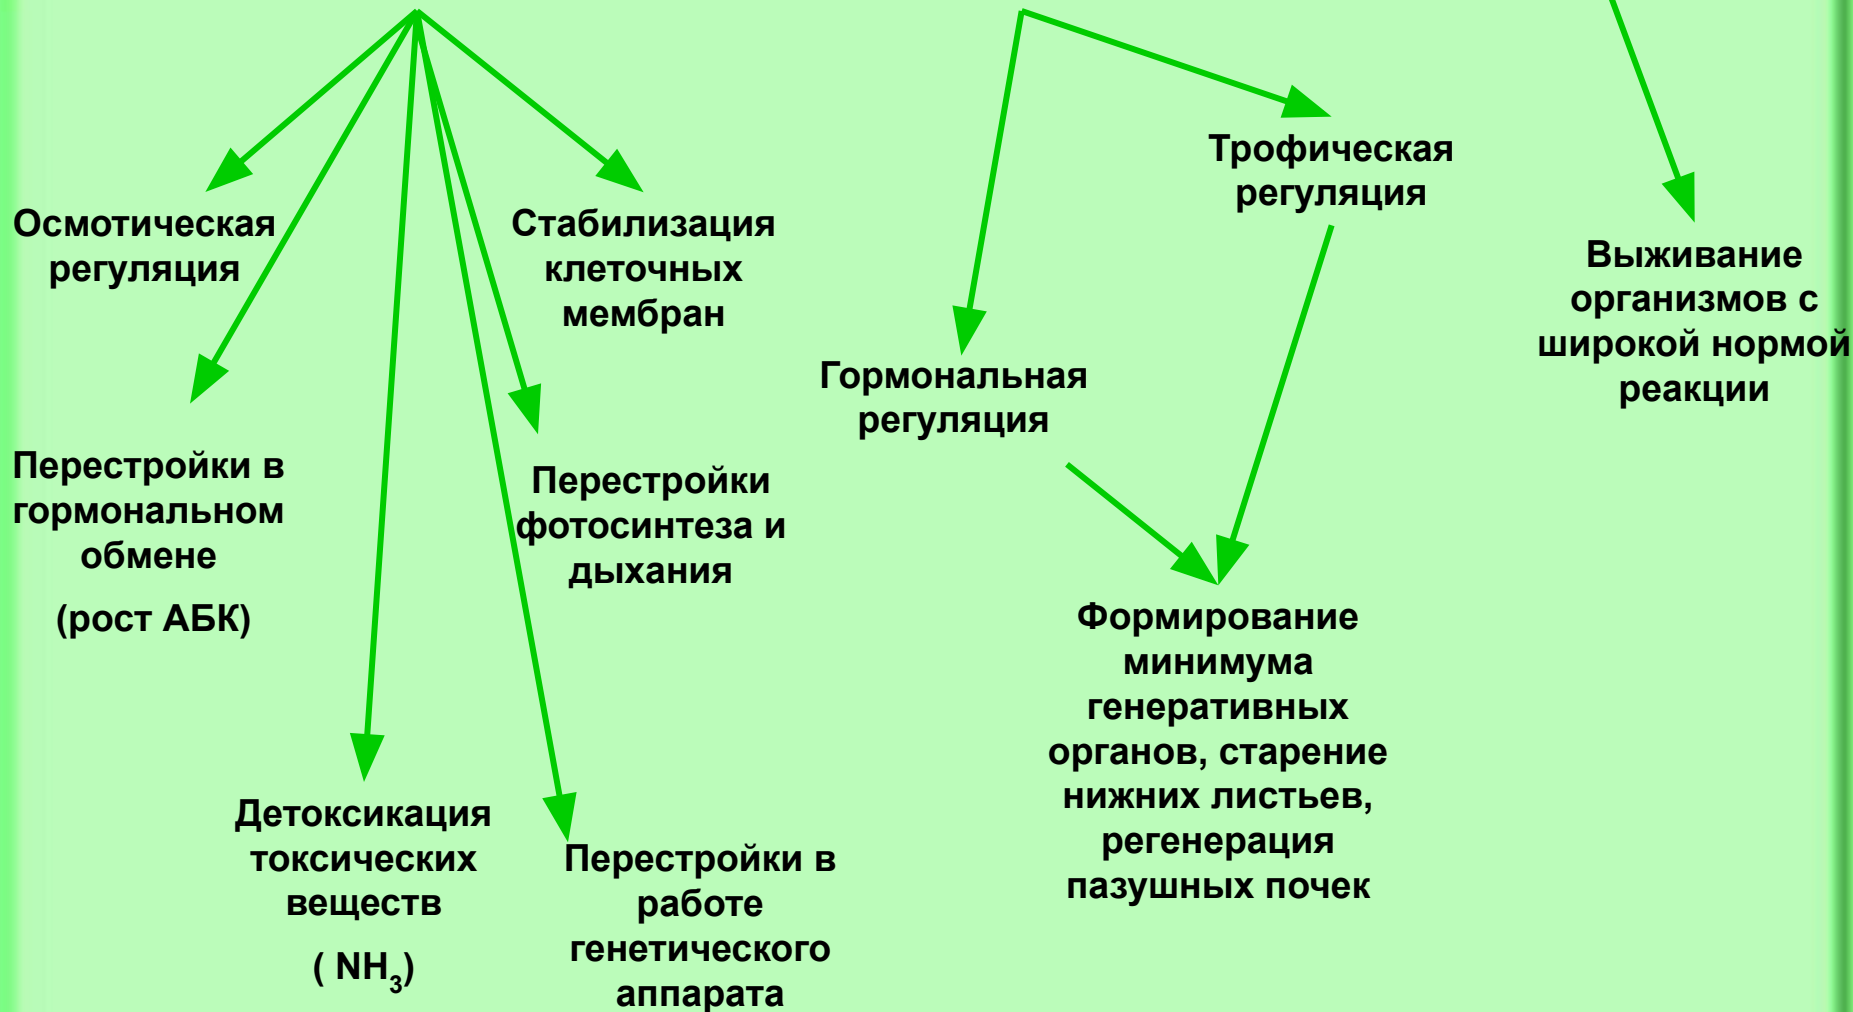 Осмотическая
регуляция
Стабилизация
клеточных
мембран
Перестройки в
гормональном
обмене
(рост АБК)
Перестройки
фотосинтеза и
дыхания
Детоксикация
токсических
веществ
( NH₃)
Перестройки в
работе
генетического
аппарата
Трофическая
регуляция
Гормональная
регуляция
Формирование
минимума
генеративных
органов, старение
нижних листьев,
регенерация
пазушных почек
Выживание
организмов с
широкой нормой
реакции